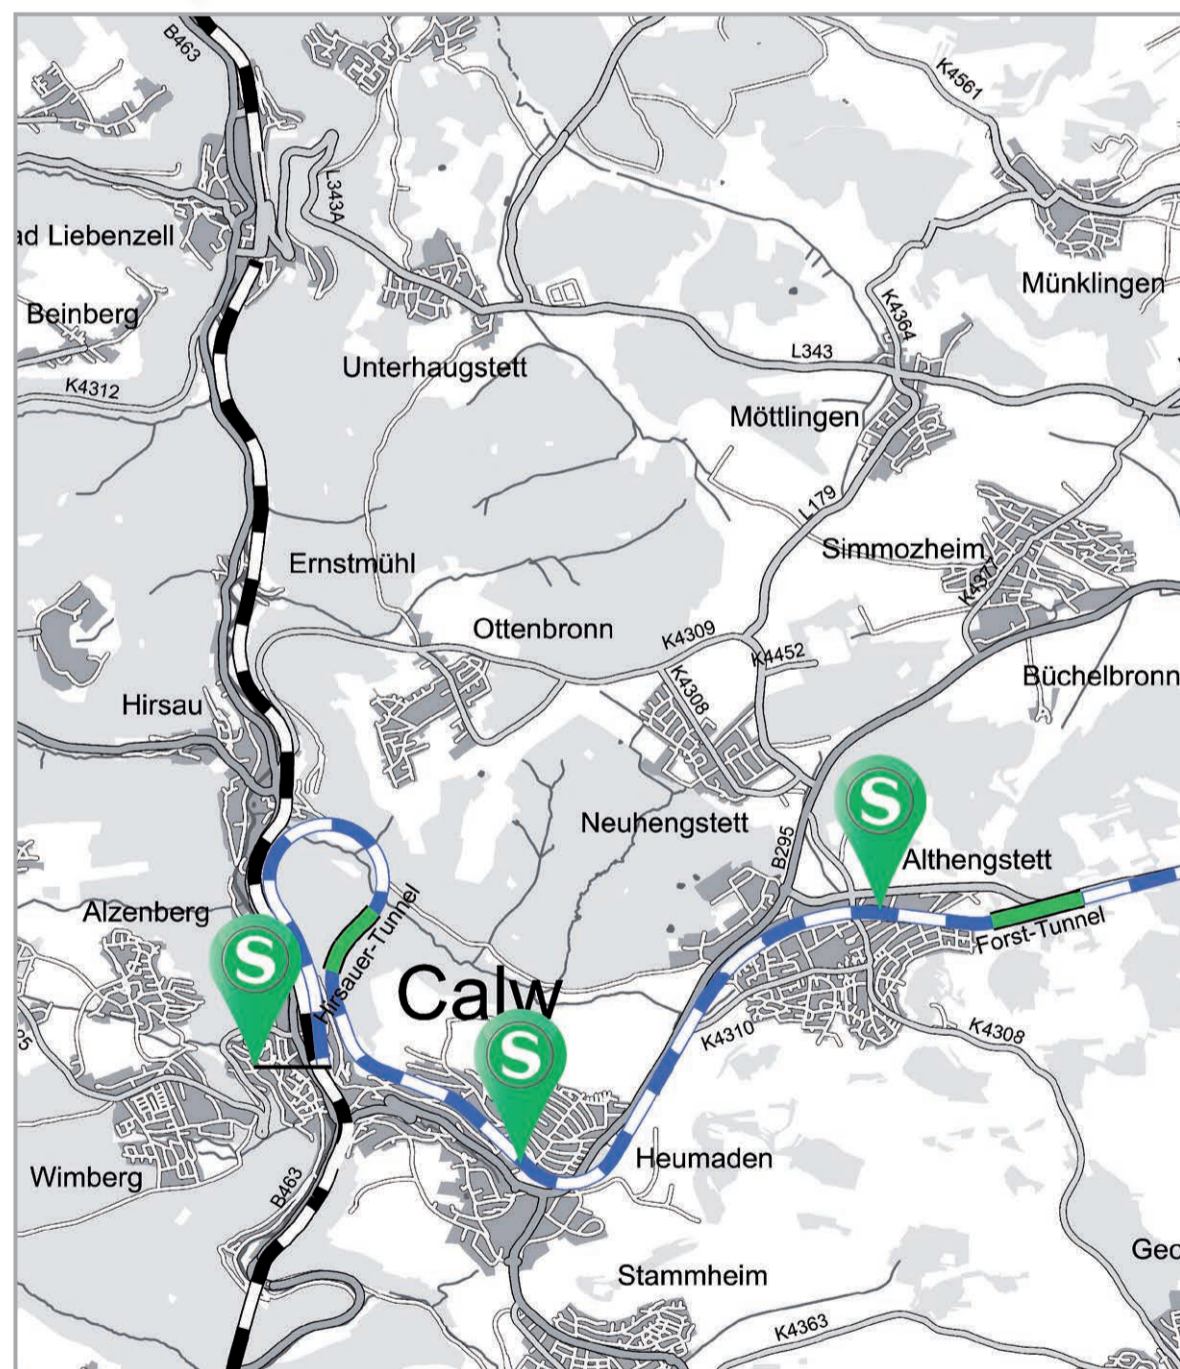 B463
K4561
L343A
ad Liebenzell
Münklingen
Beinberg
K4364
L343
Unterhaugstett
K4312
Möttlingen
L179
Simmozheim
Ernstmühl
K4377
Ottenbronn
K4309
K4452
Büchelbronn
K4308
Hirsau
S
Neuhengstett
B295
Althengstett
Alzenberg
Forst-Tunnel
Hirsauer-Tunnel
S
Calw
K4310
K4308
S
Heumaden
Wimberg
B463
Stammheim
K4363